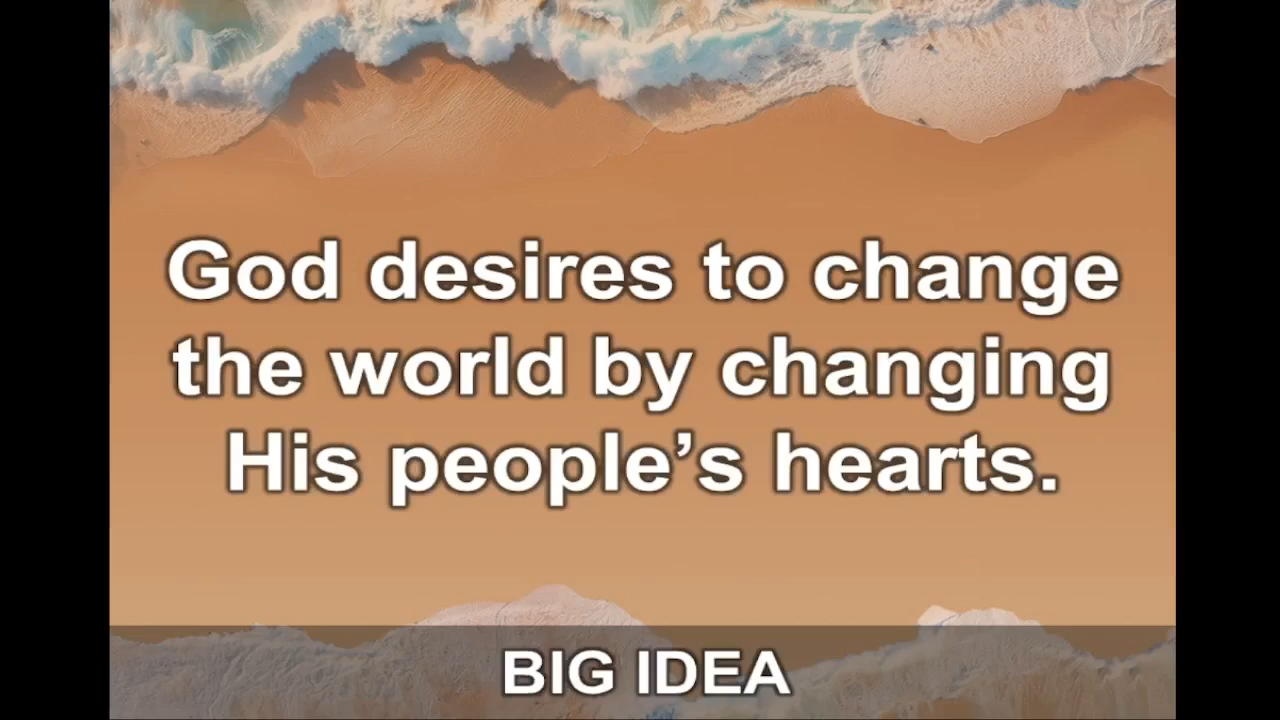 God desires to change
the world by changing
His people’s hearts.
BIG IDEA